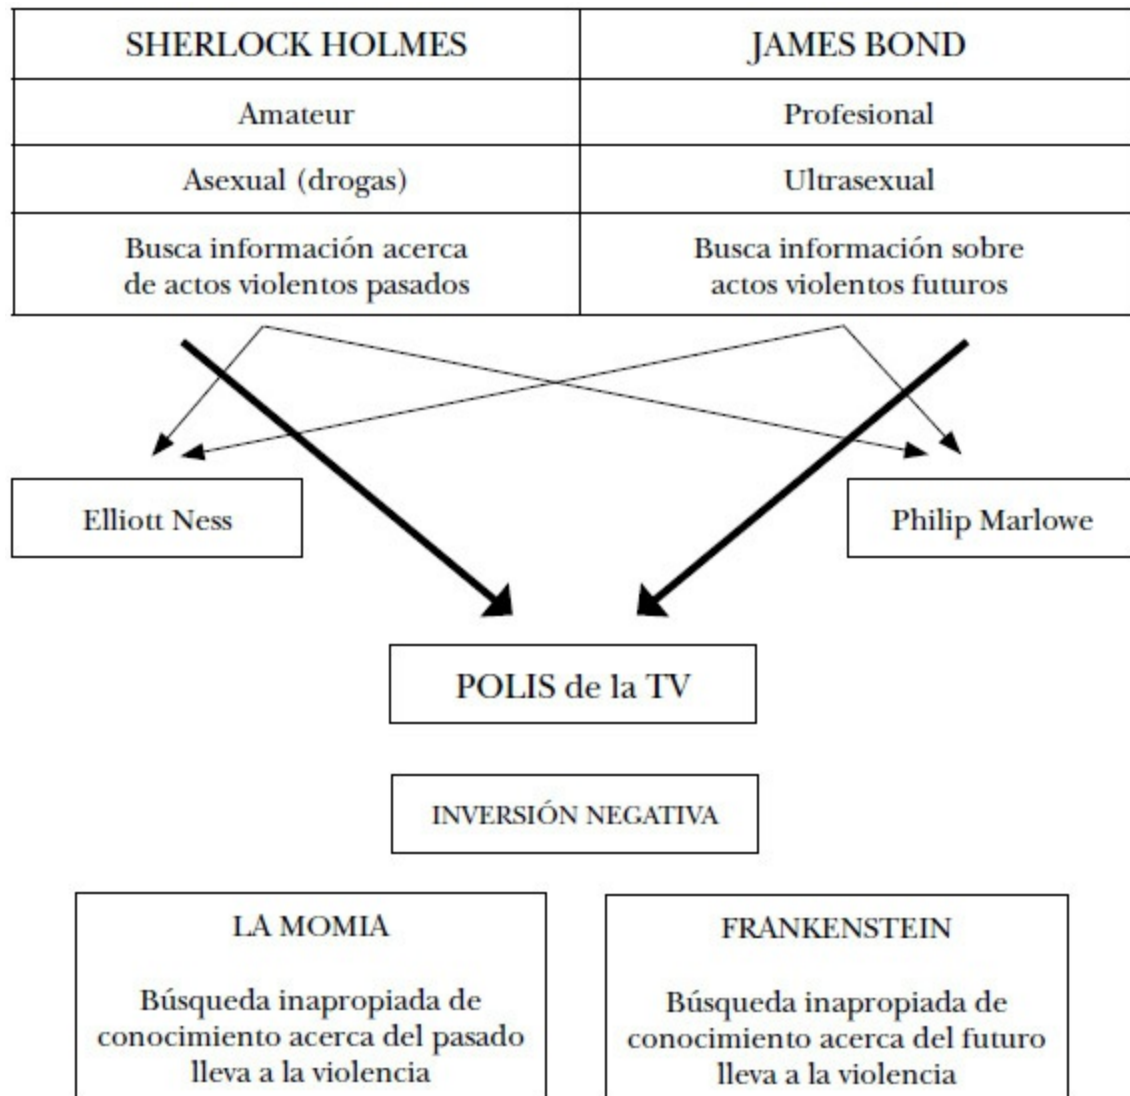 SHERLOCK HOLMES
JAMES BOND
Amateur
Profesional
Asexual (drogas)
Ultrasexual
Busca información acerca
de actos violentos pasados
Busca información sobre
actos violentos futuros
Elliott Ness
Philip Marlowe
POLIS de la TV
INVERSIÓN NEGATIVA
LA MOMIA
Búsqueda inapropiada de
conocimiento acerca del pasado
lleva a la violencia
FRANKENSTEIN
Búsqueda inapropiada de
conocimiento acerca del futuro
lleva a la violencia